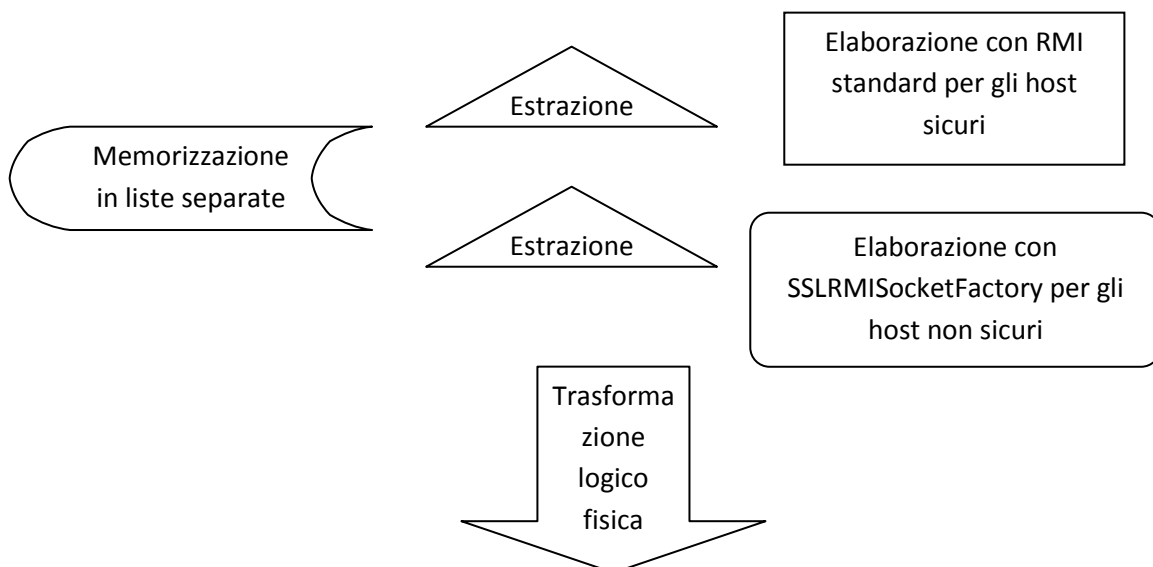 Memorizzazione
in liste separate
Estrazione
Elaborazione con RMI
standard per gli host
sicuri
Estrazione
Elaborazione con
SSLRMISocketFactory per gli
host non sicuri
Trasforma
zione
logico
fisica